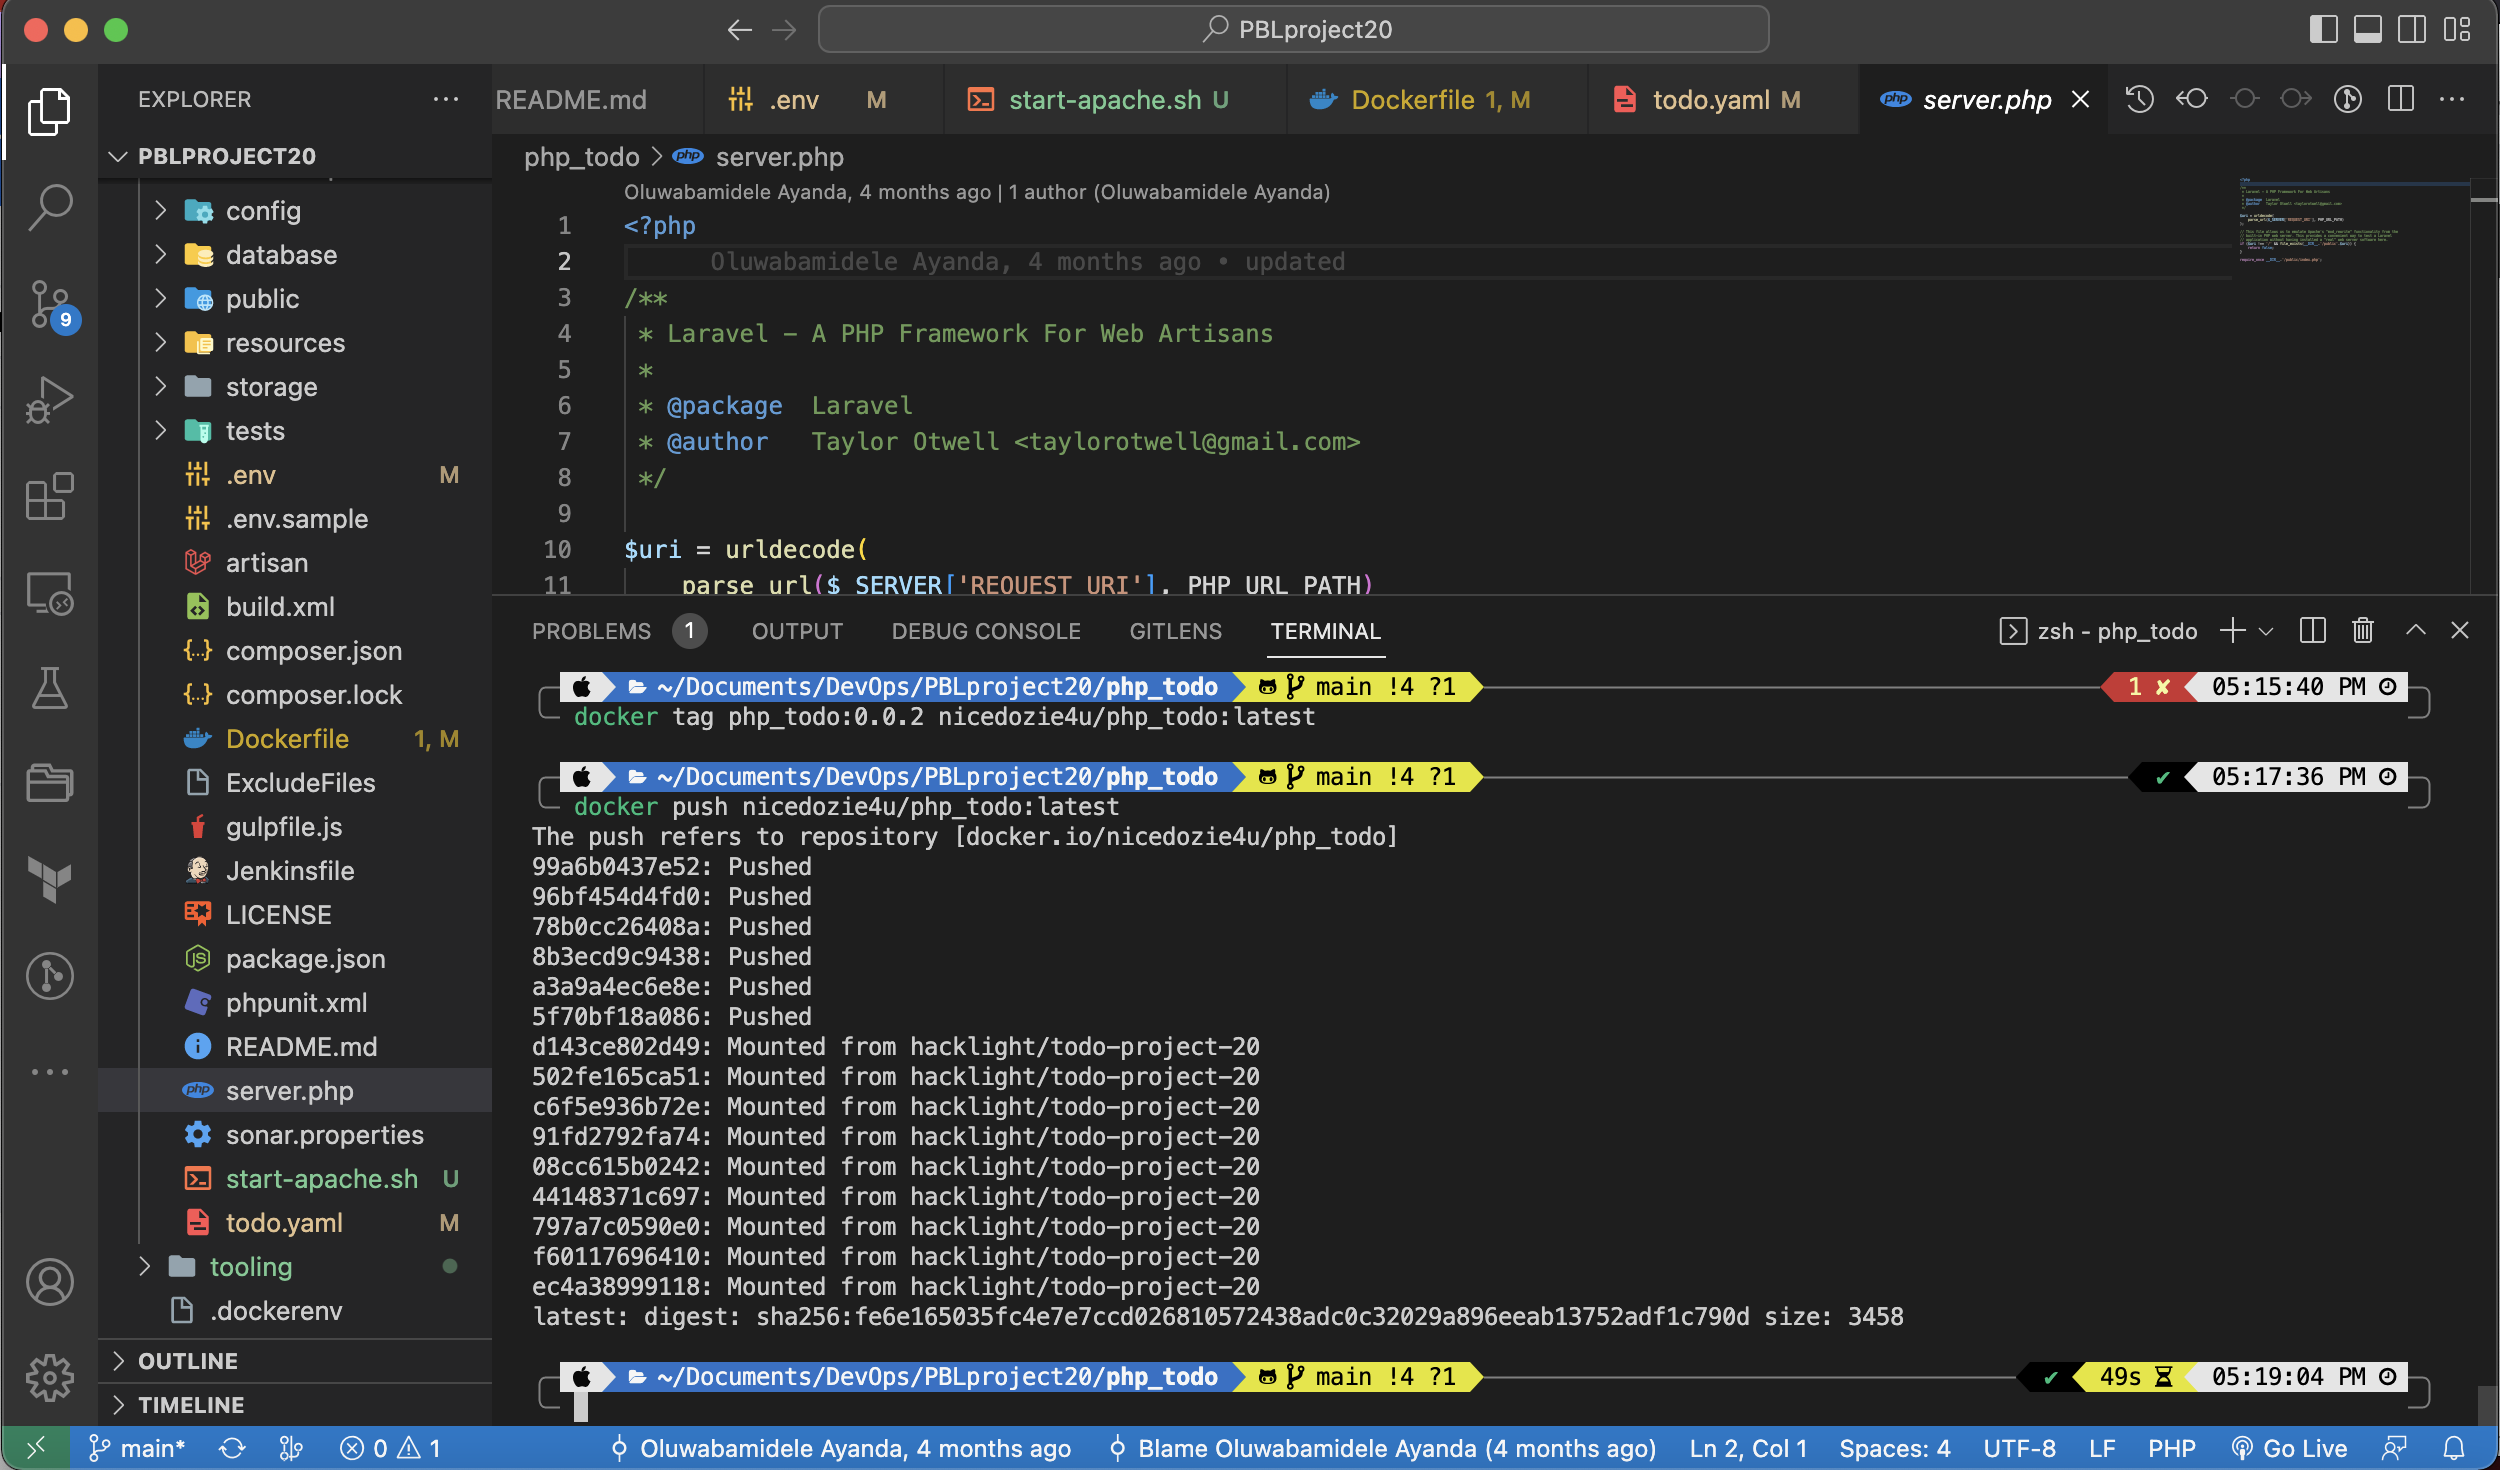 PBLproject20
EXPLORER
README.md
.env M
start-apache.sh U
Dockerfile 1, M
todo.yaml M
php server.php
PBLPROJECT20
config
database
public
resources
storage
tests
.env M
.env.sample
artisan
build.xml
{..} composer.json
{..} composer.lock
Dockerfile 1, M
ExcludeFiles
gulpfile.js
Jenkinsfile
LICENSE
package.json
phpunit.xml
README.md
php server.php
sonar.properties
start-apache.sh U
todo.yaml M
tooling
.dockerenv
OUTLINE
TIMELINE
9
php_todo > php server.php
Oluwabamidele Ayanda, 4 months ago | 1 author (Oluwabamidele Ayanda)
1 <?php
2 Oluwabamidele Ayanda, 4 months ago • updated
3 /**
4 * Laravel - A PHP Framework For Web Artisans
5 *
6 * @package Laravel
7 * @author Taylor Otwell <taylorotwell@gmail.com>
8 */
9
10 $uri = urldecode(
11 parse_url($_SERVER['REQUEST_URI'], PHP_URL_PATH)
PROBLEMS 1 OUTPUT DEBUG CONSOLE GITLENS TERMINAL
zsh - php_todo
~/Documents/DevOps/PBLproject20/php_todo main !4 ?1 1 ✘ 05:15:40 PM
docker tag php_todo:0.0.2 nicedozie4u/php_todo:latest
~/Documents/DevOps/PBLproject20/php_todo main !4 ?1 ✔ 05:17:36 PM
docker push nicedozie4u/php_todo:latest
The push refers to repository [docker.io/nicedozie4u/php_todo]
99a6b0437e52: Pushed
96bf454d4fd0: Pushed
78b0cc26408a: Pushed
8b3ecd9c9438: Pushed
a3a9a4ec6e8e: Pushed
5f70bf18a086: Pushed
d143ce802d49: Mounted from hacklight/todo-project-20
502fe165ca51: Mounted from hacklight/todo-project-20
c6f5e936b72e: Mounted from hacklight/todo-project-20
91fd2792fa74: Mounted from hacklight/todo-project-20
08cc615b0242: Mounted from hacklight/todo-project-20
44148371c697: Mounted from hacklight/todo-project-20
797a7c0590e0: Mounted from hacklight/todo-project-20
f60117696410: Mounted from hacklight/todo-project-20
ec4a38999118: Mounted from hacklight/todo-project-20
latest: digest: sha256:fe6e165035fc4e7e7ccd026810572438adc0c32029a896eeab13752adf1c790d size: 3458
~/Documents/DevOps/PBLproject20/php_todo main !4 ?1 ✔ 49s 05:19:04 PM
main* 0 1 Oluwabamidele Ayanda, 4 months ago Blame Oluwabamidele Ayanda (4 months ago) Ln 2, Col 1 Spaces: 4 UTF-8 LF PHP Go Live